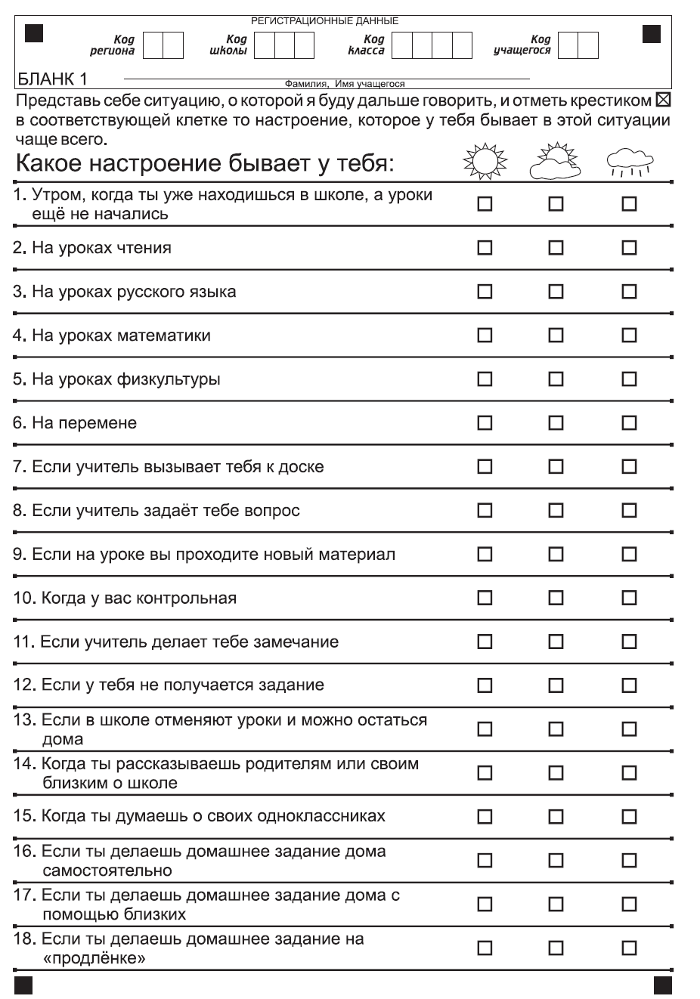 РЕГИСТРАЦИОННЫЕ ДАННЫЕ
Код региона
Код школы
Код класса
Код учащегося
БЛАНК 1
Фамилия, Имя учащегося
Представь себе ситуацию, о которой я буду дальше говорить, и отметь крестиком
в соответствующей клетке то настроение, которое у тебя бывает в этой ситуации
чаще всего.
Какое настроение бывает у тебя:
1. Утром, когда ты уже находишься в школе, а уроки
ещё не начались
2. На уроках чтения
3. На уроках русского языка
4. На уроках математики
5. На уроках физкультуры
6. На перемене
7. Если учитель вызывает тебя к доске
8. Если учитель задаёт тебе вопрос
9. Если на уроке вы проходите новый материал
10. Когда у вас контрольная
11. Если учитель делает тебе замечание
12. Если у тебя не получается задание
13. Если в школе отменяют уроки и можно остаться
дома
14. Когда ты рассказываешь родителям или своим
близким о школе
15. Когда ты думаешь о своих одноклассниках
16. Если ты делаешь домашнее задание дома
самостоятельно
17. Если ты делаешь домашнее задание дома с
помощью близких
18. Если ты делаешь домашнее задание на
«продлёнке»